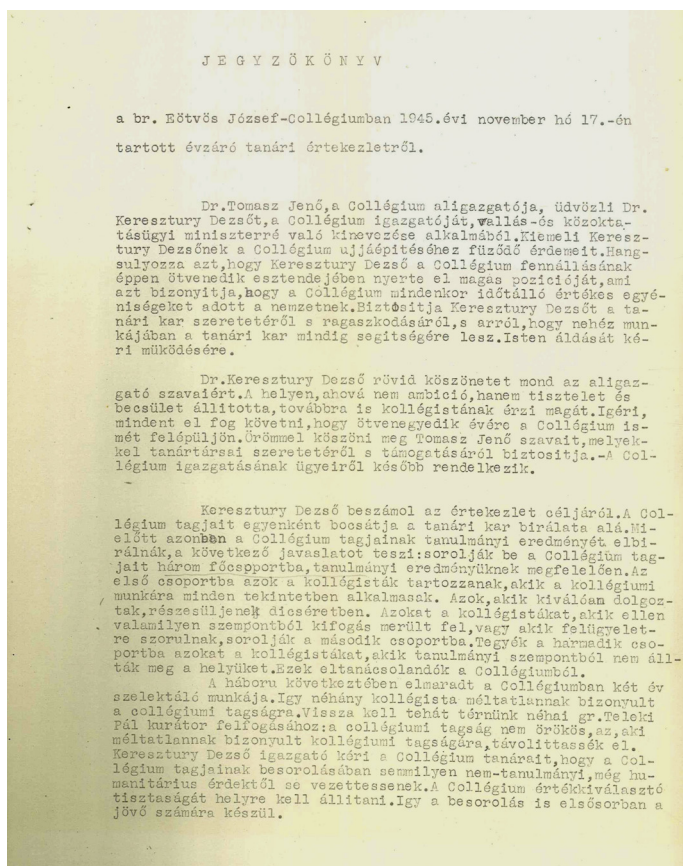 J E G Y Z Ö K Ö N Y V
a br. Eötvös József-Collégiumban 1945.évi november hó 17.-én
tartott évzáró tanári értekezletről.
Dr.Tomasz Jenő,a Collégium aligazgatója, üdvözli Dr.
Keresztury Dezsőt,a Collégium igazgatóját,vallás-és közokta-
tásügyi miniszterré való kinevezése alkalmából.Kiemeli Keresz-
tury Dezsőnek a Collégium ujjáépitéséhez füződő érdemeit.Hang-
sulyozza azt,hogy Keresztury Dezső a Collégium fennállásának
éppen ötvenedik esztendejében nyerte el magas pozicióját,ami
azt bizonyitja,hogy a Collégium mindenkor időtálló értékes egyé-
niségeket adott a nemzetnek.Biztositja Keresztury Dezsőt a ta-
nári kar szeretetéről s ragaszkodásáról,s arról,hogy nehéz mun-
kájában a tanári kar mindig segitségére lesz.Isten áldását ké-
ri müködésére.
Dr.Keresztury Dezső rövid köszönetet mond az aligaz-
gató szavaiért.A helyen,ahová nem ambició,hanem tisztelet és
becsület állitotta,továbbra is kollégistának érzi magát.Igéri,
mindent el fog követni,hogy ötvenegyedik évére a Collégium is-
mét felépüljön.Örömmel köszöni meg Tomasz Jenő szavait,melyek-
kel tanártársai szeretetéről s támogatásáról biztositja.-A Col-
légium igazgatásának ügyeiről később rendelkezik.
Keresztury Dezső beszámol az értekezlet céljáról.A Col-
légium tagjait egyenként bocsátja a tanári kar birálata alá.Mi-
előtt azonban a Collégium tagjainak tanulmányi eredményét elbi-
rálnák,a következő javaslatot teszi:sorolják be a Collégium tag-
jait három főcsopportba,tanulmányi eredményüknek megfelelően.Az
első csoportba azok a kollégisták tartozzanak,akik a kollégiumi
munkára minden tekintetben alkalmasak. Azok,akik kiválóan dolgoz-
tak,részesüljenek dicséretben. Azokat a kollégistákat,akik ellen
valamilyen szempontból kifogás merült fel,vagy akik felügyelet-
re szorulnak,sorolják a második csoportba.Tegyék a harmadik cso-
portba azokat a kollégistákat,akik tanulmányi szempontból nem áll-
ták meg a helyüket.Ezek eltanácsolandók a Collégiumból.
A háboru következtében elmaradt a Collégiumban két év
szelektáló munkája.Igy néhány kollégista méltatlannak bizonyult
a collégiumi tagságra.Vissza kell tehát térnünk néhai gr.Teleki
Pál kurátor felfogásához:a collégiumi tagság nem örökös,az,aki
méltatlannak bizonyult kollégiumi tagságára,távolittassék el.
Keresztury Dezső igazgató kéri a Collégium tanárait,hogy a Col-
légium tagjainak besorolásában semmilyen nem-tanulmányi,még hu-
manitárius érdektől se vezettessenek.A Collégium értékkiválasztó
tisztaságát helyre kell állitani.Igy a besorolás is elsősorban a
jövő számára készül.